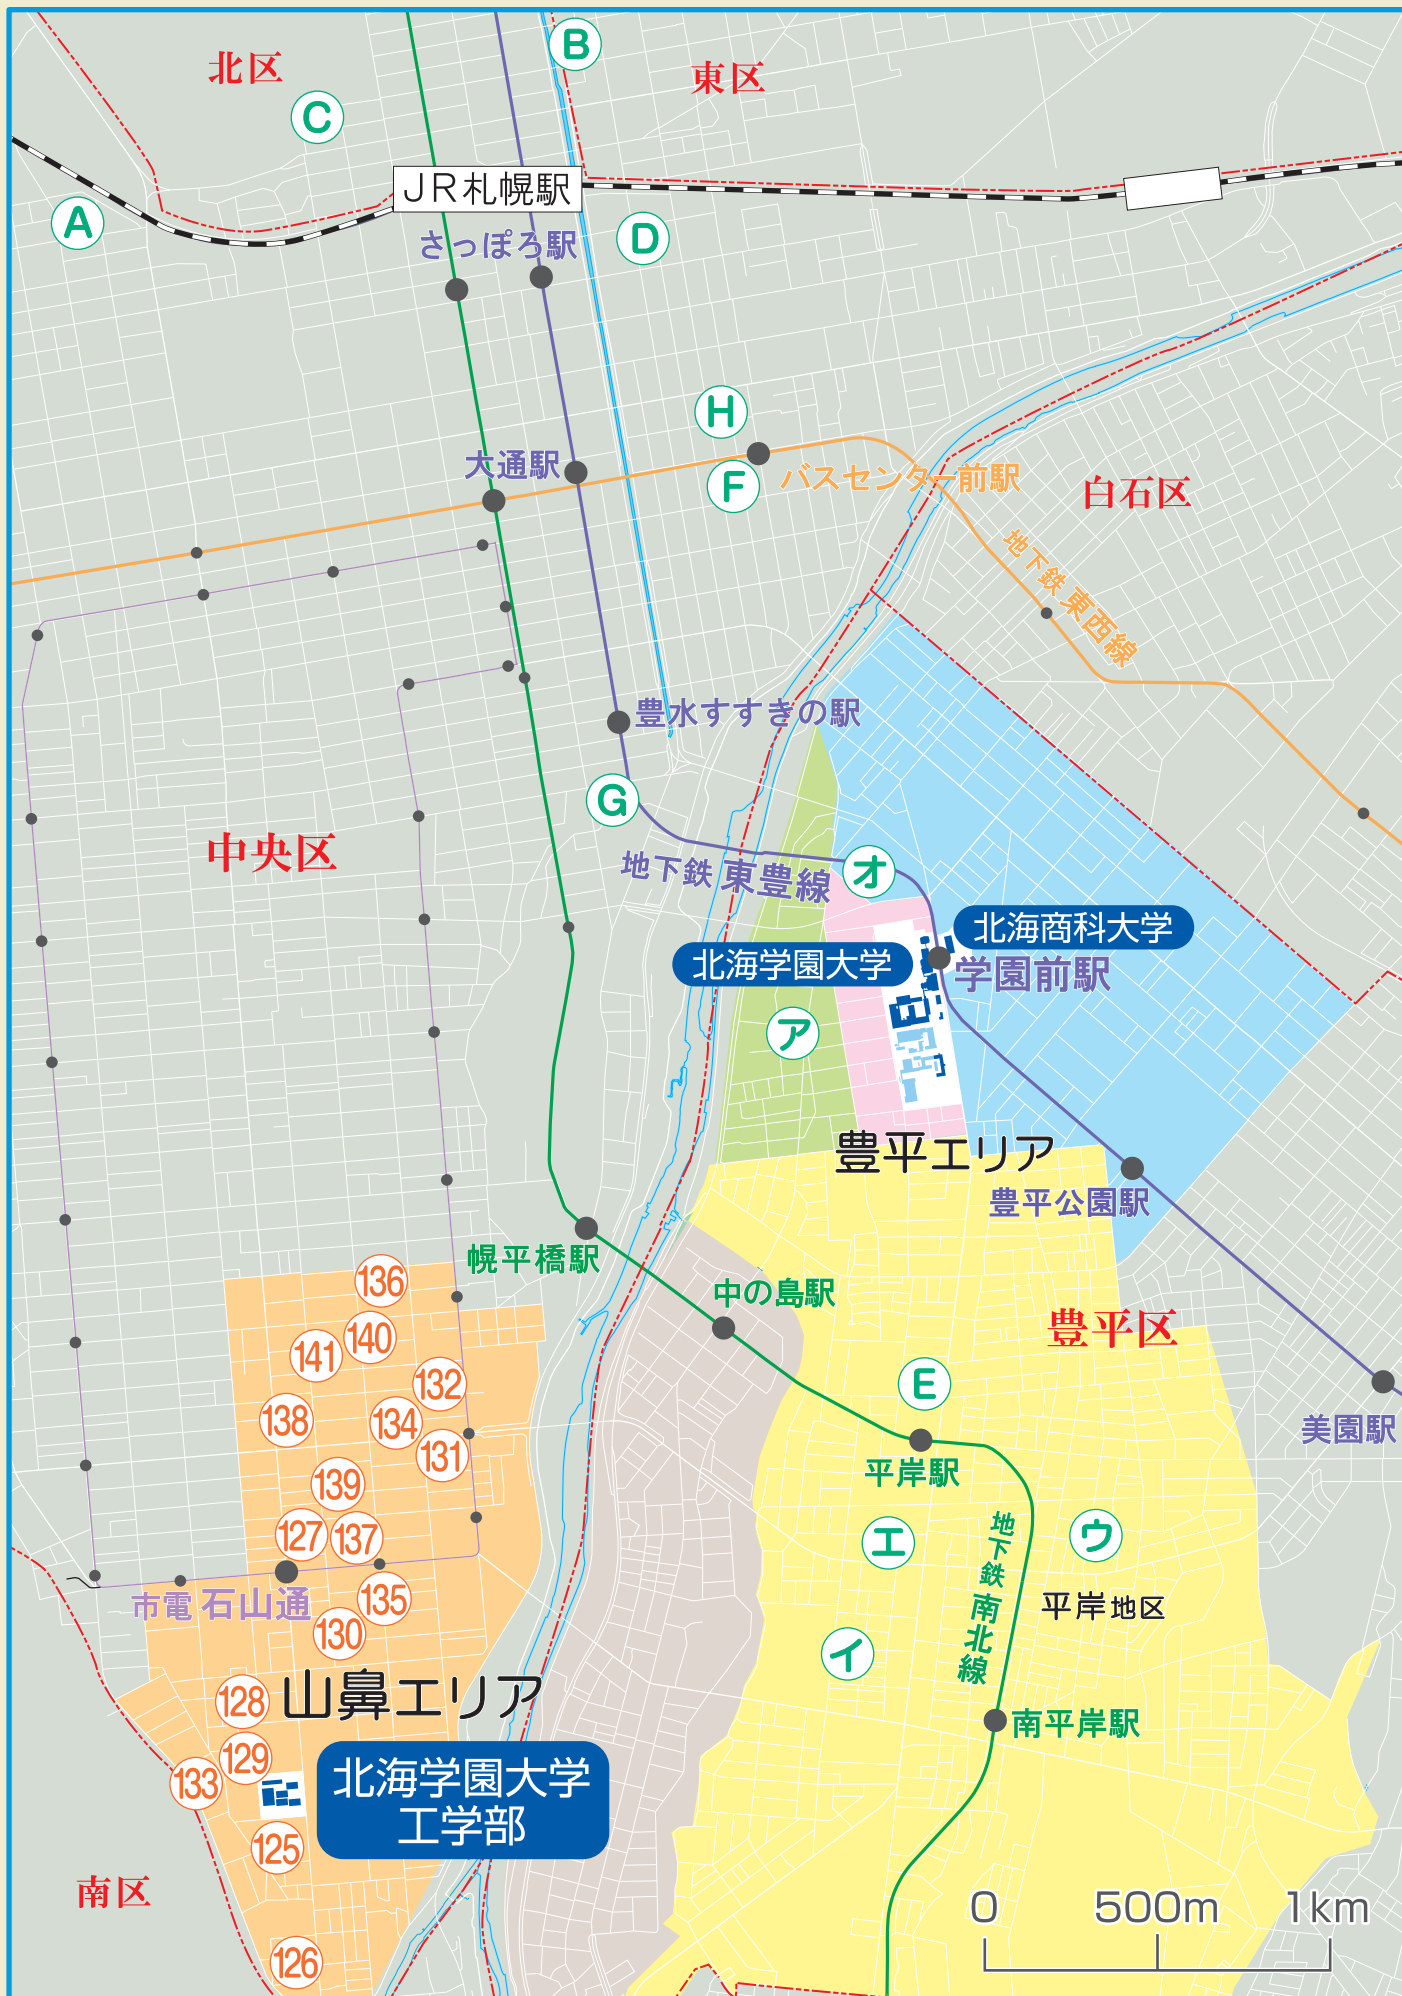 B
北区
東区
C
JR札幌駅
A
D
さっぽろ駅
H
大通駅
F
バスセンター前駅
白石区
地下鉄 東西線
豊水すすきの駅
G
中央区
地下鉄 東豊線
オ
北海商科大学
北海学園大学
学園前駅
ア
豊平エリア
豊平公園駅
幌平橋駅
136
中の島駅
140
豊平区
141
132
E
138
134
美園駅
131
平岸駅
139
127
137
地下鉄 南北線
エ
ウ
市電 石山通
135
平岸地区
130
イ
128
山鼻エリア
南平岸駅
129
133
北海学園大学
工学部
125
南区
0 500m 1km
126